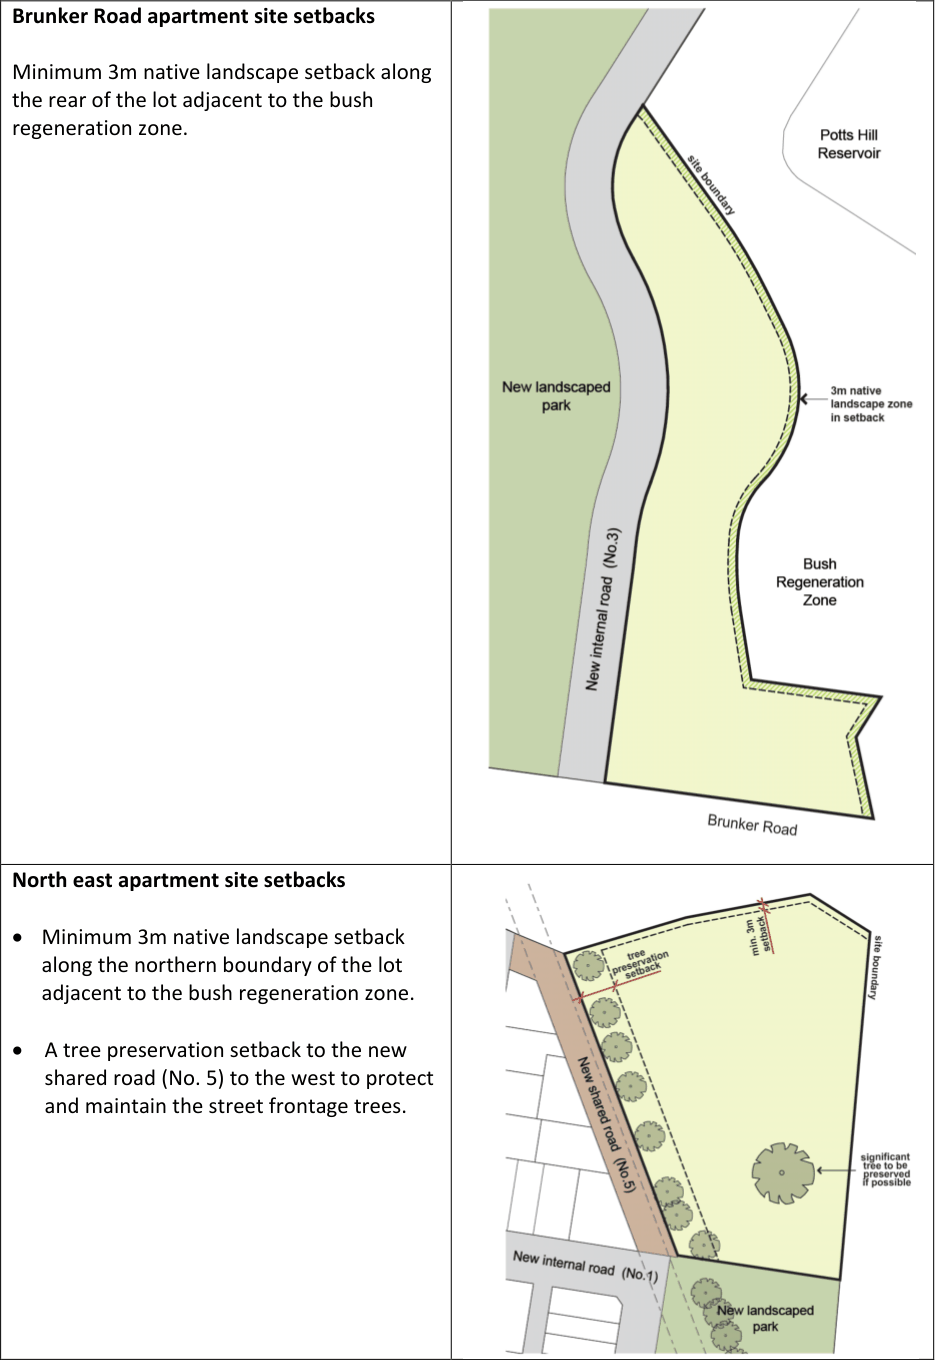 Brunker Road apartment site setbacks
Minimum 3m native landscape setback along
the rear of the lot adjacent to the bush
regeneration zone.
Potts Hill
Reservoir
site boundary
New landscaped
park
3m native
landscape zone
in setback
New internal road (No.3)
Bush
Regeneration
Zone
Brunker Road
North east apartment site setbacks
• Minimum 3m native landscape setback
along the northern boundary of the lot
adjacent to the bush regeneration zone.
• A tree preservation setback to the new
shared road (No. 5) to the west to protect
and maintain the street frontage trees.
min. 3m
setback
tree
preservation
setback
site boundary
New shared road (No.5)
significant
tree to be
preserved
if possible
New internal road (No.1)
New landscaped
park